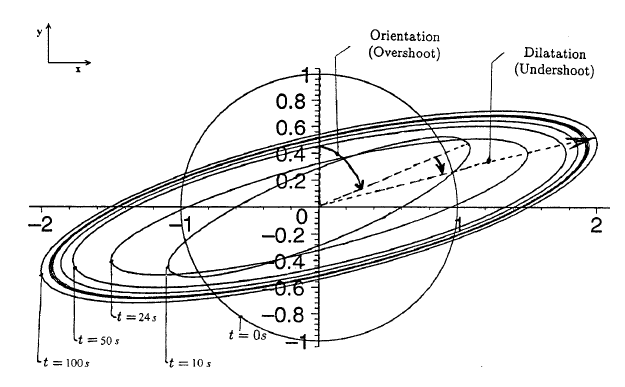 y
x
Orientation
(Overshoot)
Dilatation
(Undershoot)
1
0.8
0.6
0.4
0.2
-2
-1
0
1
2
-0.2
-0.4
-0.6
-0.8
-1
t = 24 s
t = 0s
t = 50 s
t = 100 s
t = 10 s